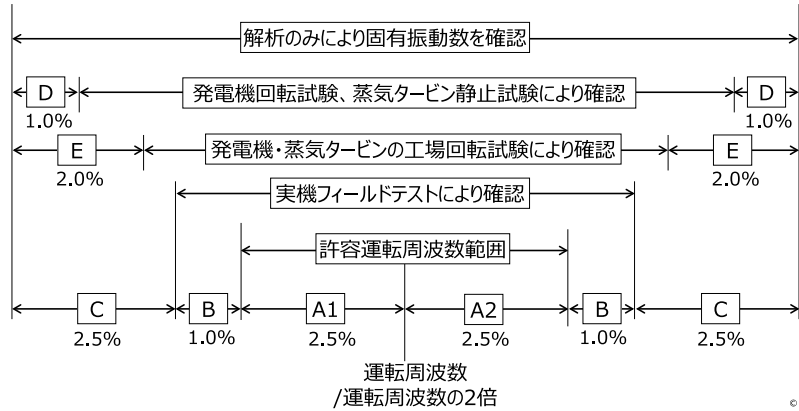 解析のみにより固有振動数を確認
D 発電機回転試験、蒸気タービン静止試験により確認 D
1.0% 1.0%
E 発電機・蒸気タービンの工場回転試験により確認 E
2.0% 2.0%
実機フィールドテストにより確認
許容運転周波数範囲
C B A1 A2 B C
2.5% 1.0% 2.5% 2.5% 1.0% 2.5%
運転周波数
/運転周波数の2倍
©